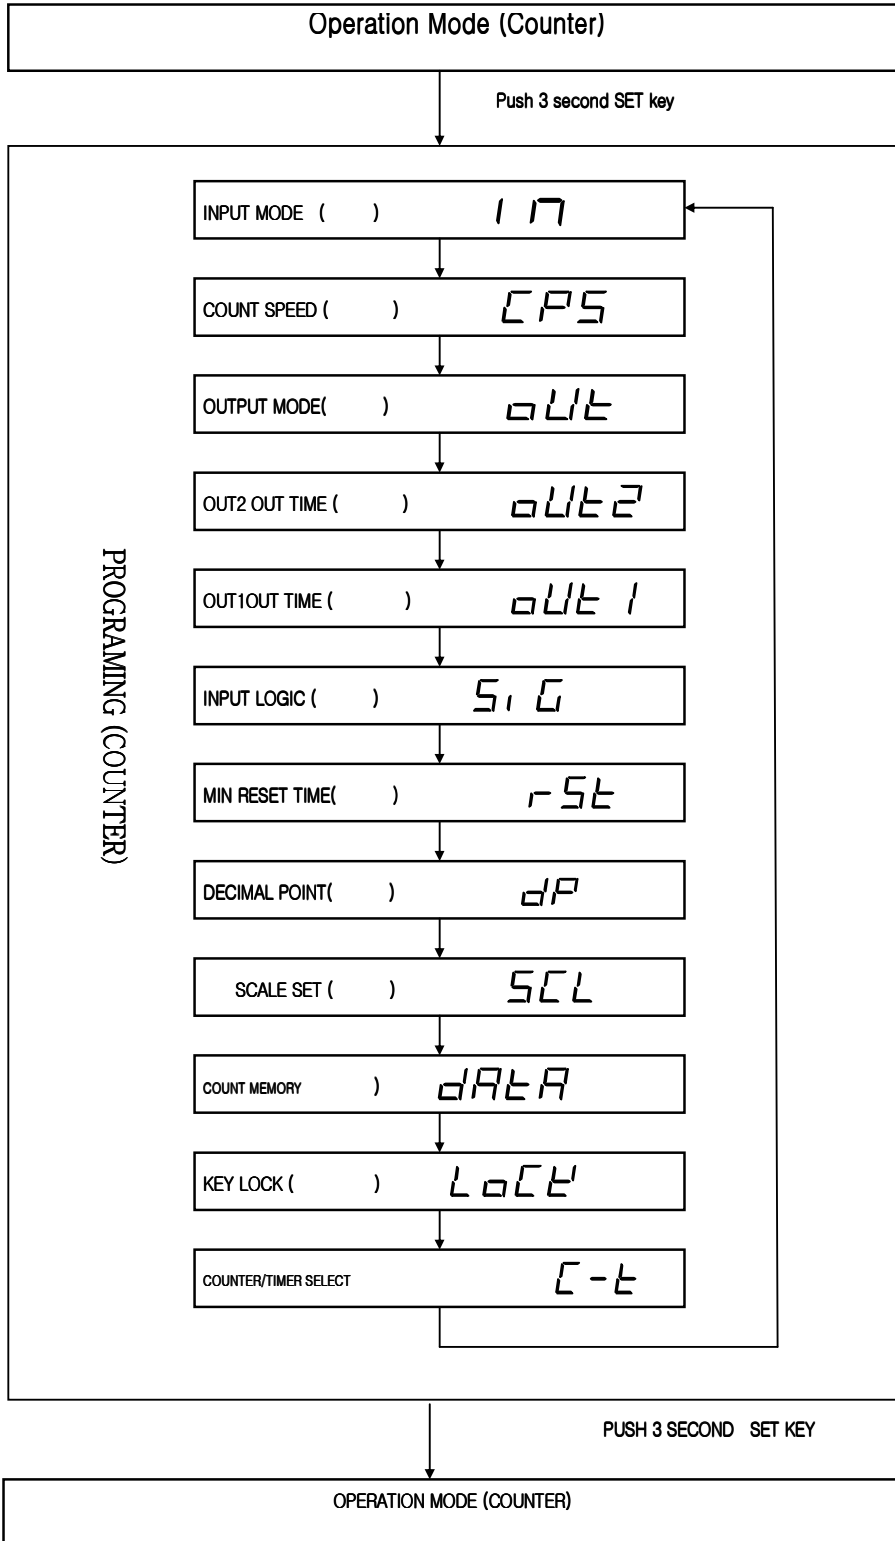 Operation Mode (Counter)
Push 3 second SET key
INPUT MODE ( ) In
COUNT SPEED ( ) CPS
OUTPUT MODE( ) oUt
OUT2 OUT TIME ( ) oUt2
OUT1OUT TIME ( ) oUt1
INPUT LOGIC ( ) SiG
MIN RESET TIME( ) rSt
DECIMAL POINT( ) dP
SCALE SET ( ) SCL
COUNT MEMORY ) dAtA
KEY LOCK ( ) LoCK
COUNTER/TIMER SELECT C-t
PROGRAMING (COUNTER)
PUSH 3 SECOND SET KEY
OPERATION MODE (COUNTER)